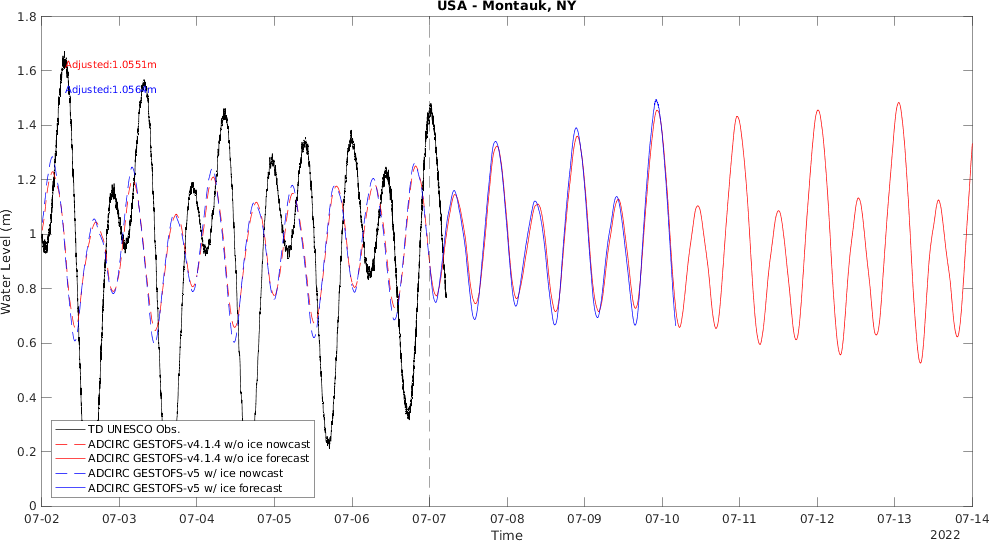 USA - Montauk, NY
1.8
1.6
1.4
1.2
1
0.8
0.6
0.4
0.2
0
Water Level (m)
Adjusted:1.0551m
TD UNESCO Obs.
ADCIRC GESTOFS-v4.1.4 w/o ice nowcast
ADCIRC GESTOFS-v4.1.4 w/o ice forecast
ADCIRC GESTOFS-v5 w/ ice nowcast
ADCIRC GESTOFS-v5 w/ ice forecast
07-02 07-03 07-04 07-05 07-06 07-07 07-08 07-09 07-10 07-11 07-12 07-13 07-14
Time
2022